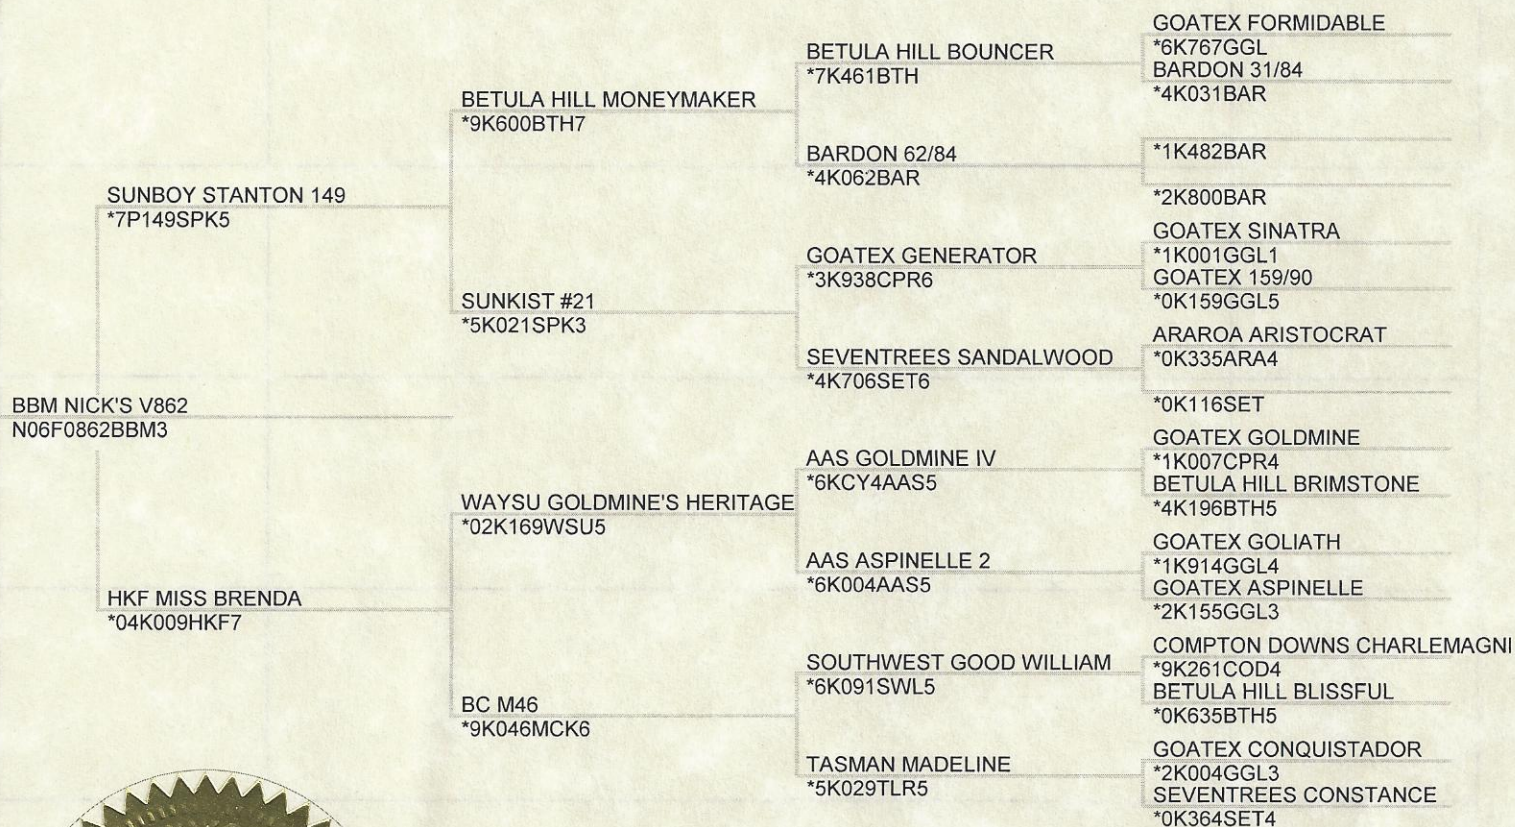 GOATEX FORMIDABLE
*6K767GGL
BETULA HILL BOUNCER
*7K461BTH
BARDON 31/84
*4K031BAR
BETULA HILL MONEYMAKER
*9K600BTH7
*1K482BAR
BARDON 62/84
*4K062BAR
*2K800BAR
SUNBOY STANTON 149
*7P149SPK5
GOATEX SINATRA
*1K001GGL1
GOATEX GENERATOR
*3K938CPR6
GOATEX 159/90
*0K159GGL5
SUNKIST #21
*5K021SPK3
ARAROA ARISTOCRAT
*0K335ARA4
SEVENTREES SANDALWOOD
*4K706SET6
*0K116SET
BBM NICK'S V862
N06F0862BBM3
GOATEX GOLDMINE
*1K007CPR4
AAS GOLDMINE IV
*6KCY4AAS5
BETULA HILL BRIMSTONE
*4K196BTH5
WAYSU GOLDMINE'S HERITAGE
*02K169WSU5
GOATEX GOLIATH
*1K914GGL4
AAS ASPINELLE 2
*6K004AAS5
GOATEX ASPINELLE
*2K155GGL3
HKF MISS BRENDA
*04K009HKF7
COMPTON DOWNS CHARLEMAGNI
*9K261COD4
SOUTHWEST GOOD WILLIAM
*6K091SWL5
BETULA HILL BLISSFUL
*0K635BTH5
BC M46
*9K046MCK6
GOATEX CONQUISTADOR
*2K004GGL3
TASMAN MADELINE
*5K029TLR5
SEVENTREES CONSTANCE
*0K364SET4